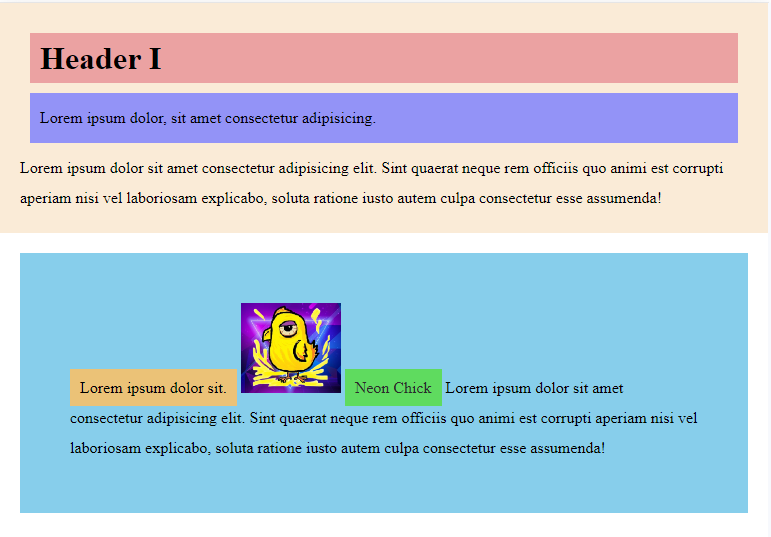 Header I
Lorem ipsum dolor, sit amet consectetur adipisicing.
Lorem ipsum dolor sit amet consectetur adipisicing elit. Sint quaerat neque rem officiis quo animi est corrupti
aperiam nisi vel laboriosam explicabo, soluta ratione iusto autem culpa consectetur esse assumenda!
Lorem ipsum dolor sit. Neon Chick Lorem ipsum dolor sit amet
consectetur adipisicing elit. Sint quaerat neque rem officiis quo animi est corrupti aperiam nisi vel
laboriosam explicabo, soluta ratione iusto autem culpa consectetur esse assumenda!